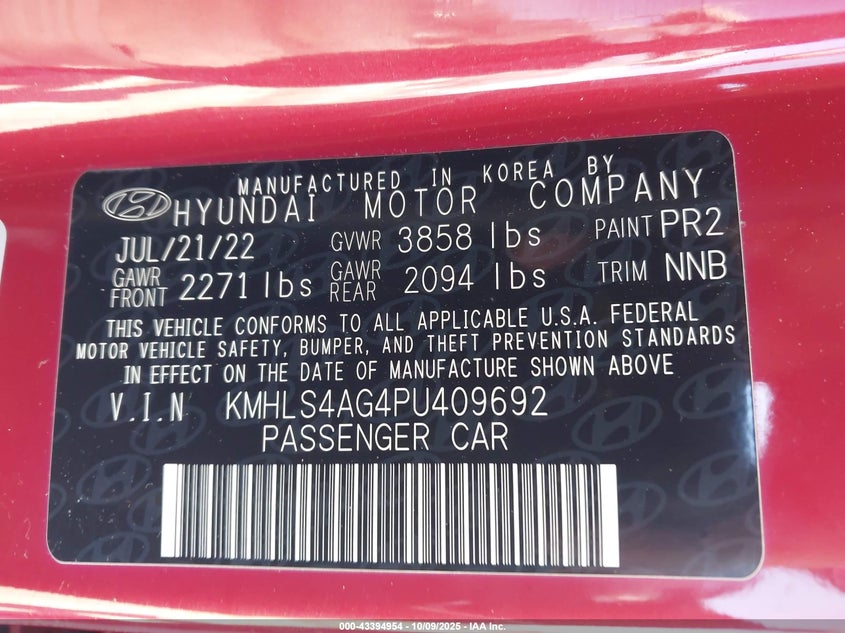 MANUFACTURED IN KOREA BY
HYUNDAI MOTOR COMPANY
JUL/21/22 GVWR 3858 lbs PAINT PR2
GAWR FRONT 2271 lbs GAWR REAR 2094 lbs TRIM NNB
THIS VEHICLE CONFORMS TO ALL APPLICABLE U.S.A. FEDERAL
MOTOR VEHICLE SAFETY, BUMPER, AND THEFT PREVENTION STANDARDS
IN EFFECT ON THE DATE OF MANUFACTURE SHOWN ABOVE
V.I.N KMHLS4AG4PU409692
PASSENGER CAR
000-43394954 - 10/09/2025 - IAA Inc.